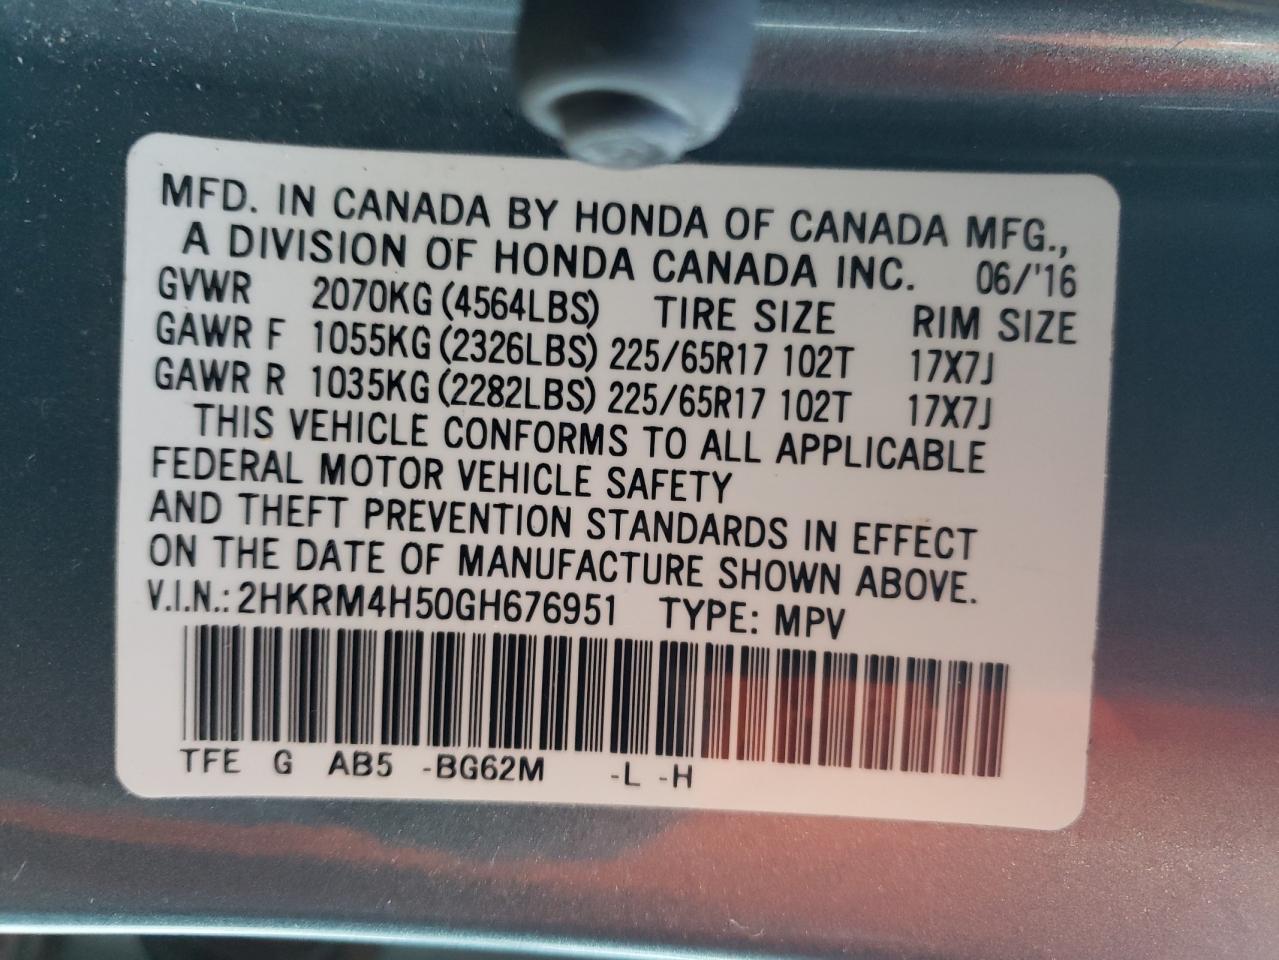 MFD. IN CANADA BY HONDA OF CANADA MFG.,
A DIVISION OF HONDA CANADA INC. 06/'16
GVWR 2070KG (4564LBS) TIRE SIZE RIM SIZE
GAWR F 1055KG (2326LBS) 225/65R17 102T 17X7J
GAWR R 1035KG (2282LBS) 225/65R17 102T 17X7J
THIS VEHICLE CONFORMS TO ALL APPLICABLE
FEDERAL MOTOR VEHICLE SAFETY
AND THEFT PREVENTION STANDARDS IN EFFECT
ON THE DATE OF MANUFACTURE SHOWN ABOVE.
V.I.N.: 2HKRM4H50GH676951 TYPE: MPV
TFE G AB5 -BG62M -L -H